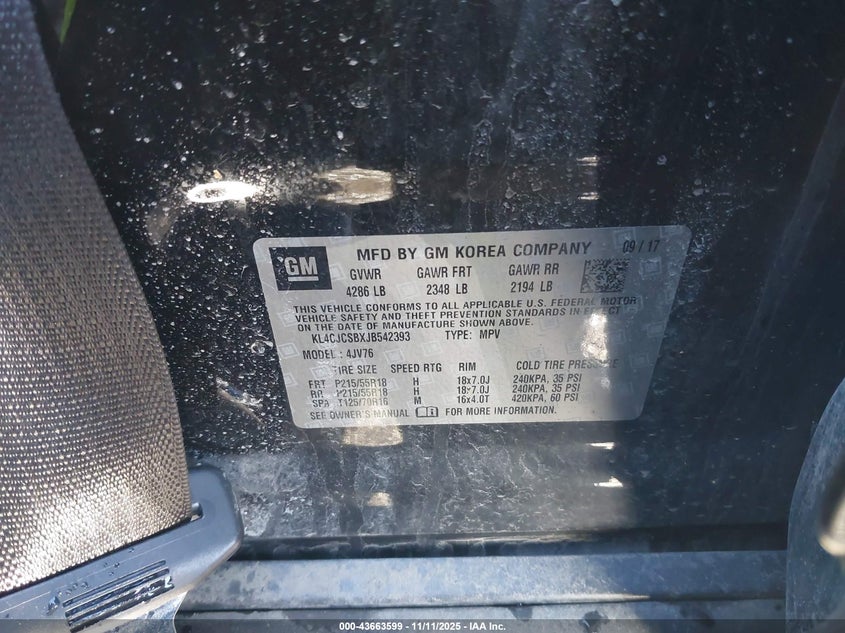 GM
MFD BY GM KOREA COMPANY 09 / 17
GVWR GAWR FRT GAWR RR
4286 LB 2348 LB 2194 LB
THIS VEHICLE CONFORMS TO ALL APPLICABLE U.S. FEDERAL MOTOR
VEHICLE SAFETY AND THEFT PREVENTION STANDARDS IN EFFECT
ON THE DATE OF MANUFACTURE SHOWN ABOVE.
KL4CJCSBXJB542393 TYPE: MPV
MODEL: 4JV76
TIRE SIZE SPEED RTG RIM COLD TIRE PRESSURE
FRT P215/55R18 H 18x7.0J 240KPA, 35 PSI
RR P215/55R18 H 18x7.0J 240KPA, 35 PSI
SPA T125/70R16 M 16x4.0T 420KPA, 60 PSI
SEE OWNER'S MANUAL FOR MORE INFORMATION.
000-43663599 - 11/11/2025 - IAA Inc.